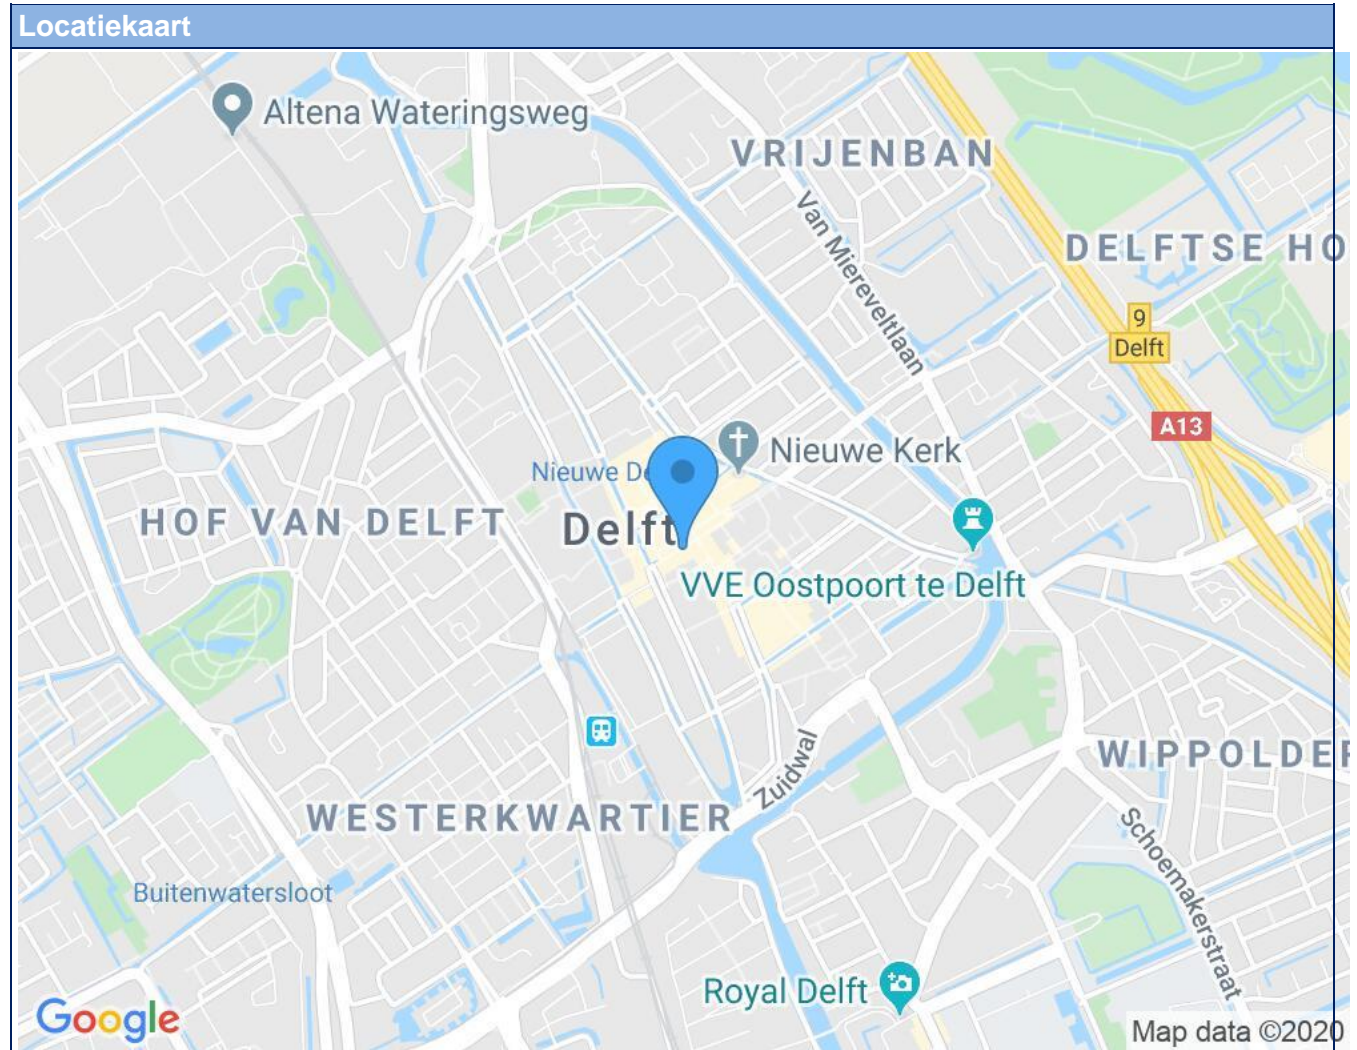 Locatiekaart
Altena Wateringsweg
VRIJENBAN
Van Miereveltlaan
DELFTSE HO
9
Delft
A13
Nieuwe Kerk
Nieuwe De
HOF VAN DELFT
Delft
VVE Oostpoort te Delft
Zuidwal
WIPPOLDER
WESTERKWARTIER
Schoemakerstraat
Buitenwatersloot
Royal Delft
Google
Map data ©2020